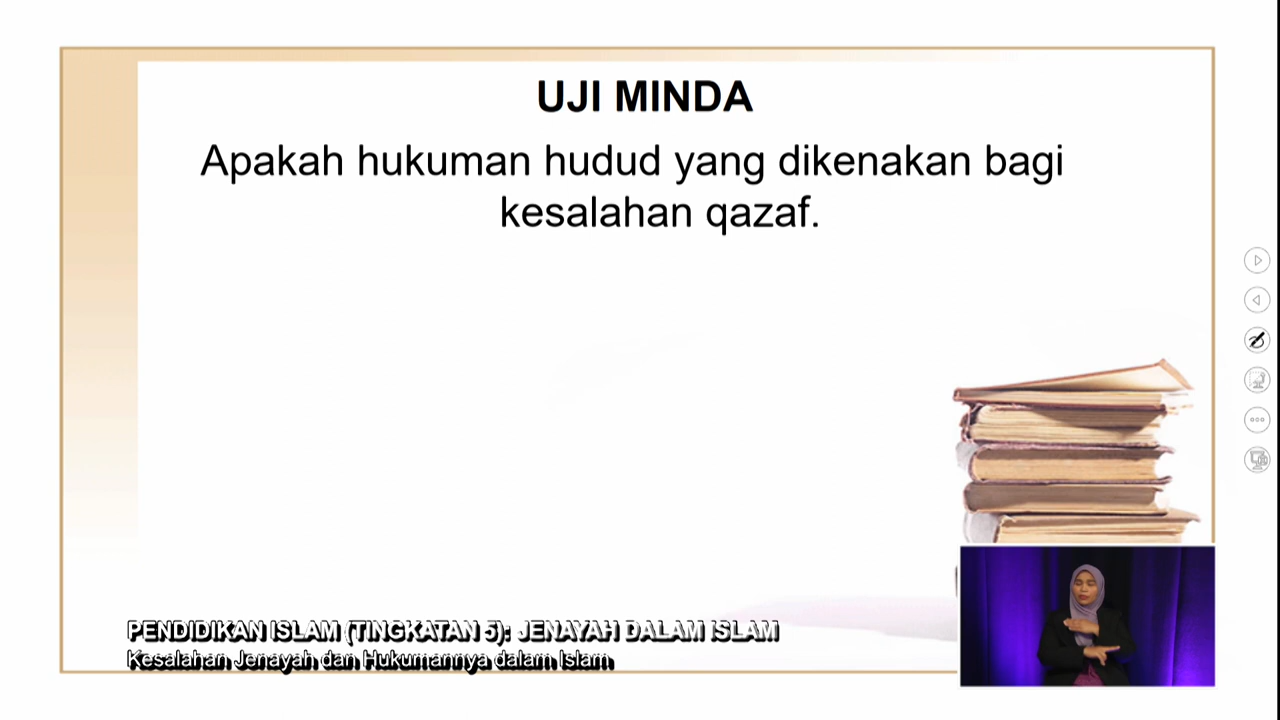 UJI MINDA
Apakah hukuman hudud yang dikenakan bagi
kesalahan qazaf.
PENDIDIKAN ISLAM (TINGKATAN 5): JENAYAH DALAM ISLAM
Kesalahan Jenayah dan Hukumannya dalam Islam